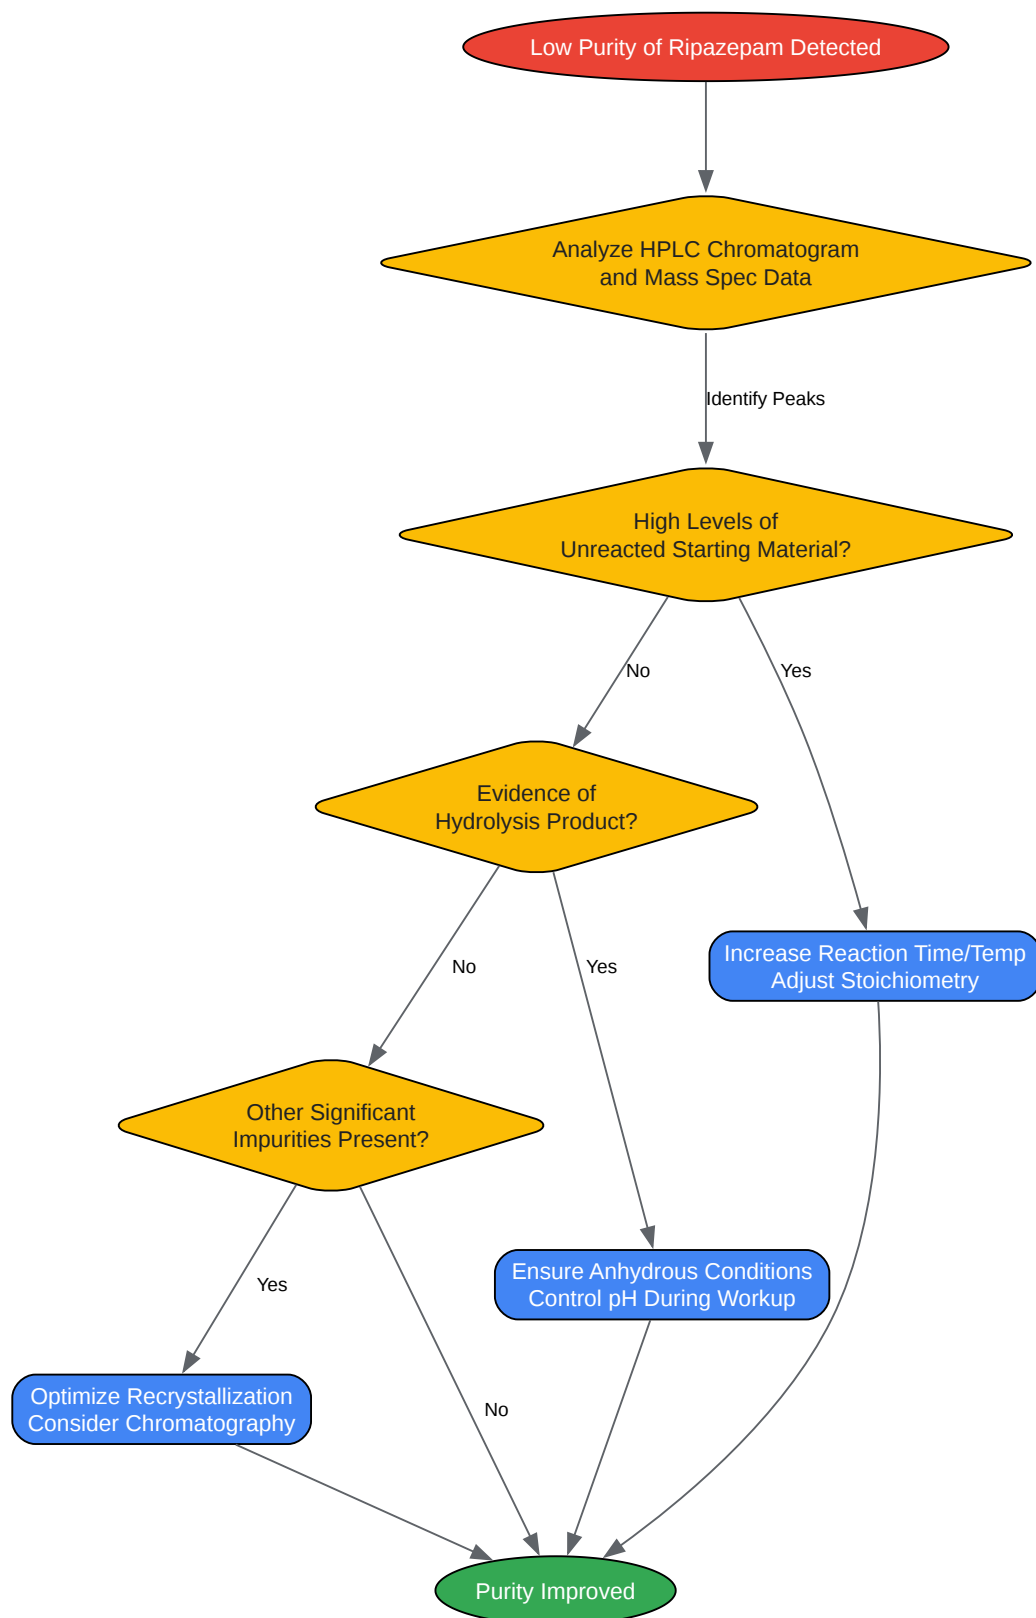 Low Purity of Ripazepam Detected
Analyze HPLC Chromatogram
and Mass Spec Data
Identify Peaks
High Levels of
Unreacted Starting Material?
No
Yes
Evidence of
Hydrolysis Product?
Increase Reaction Time/Temp
Adjust Stoichiometry
No
Yes
Other Significant
Impurities Present?
Ensure Anhydrous Conditions
Control pH During Workup
Yes
Optimize Recrystallization
Consider Chromatography
No
Purity Improved